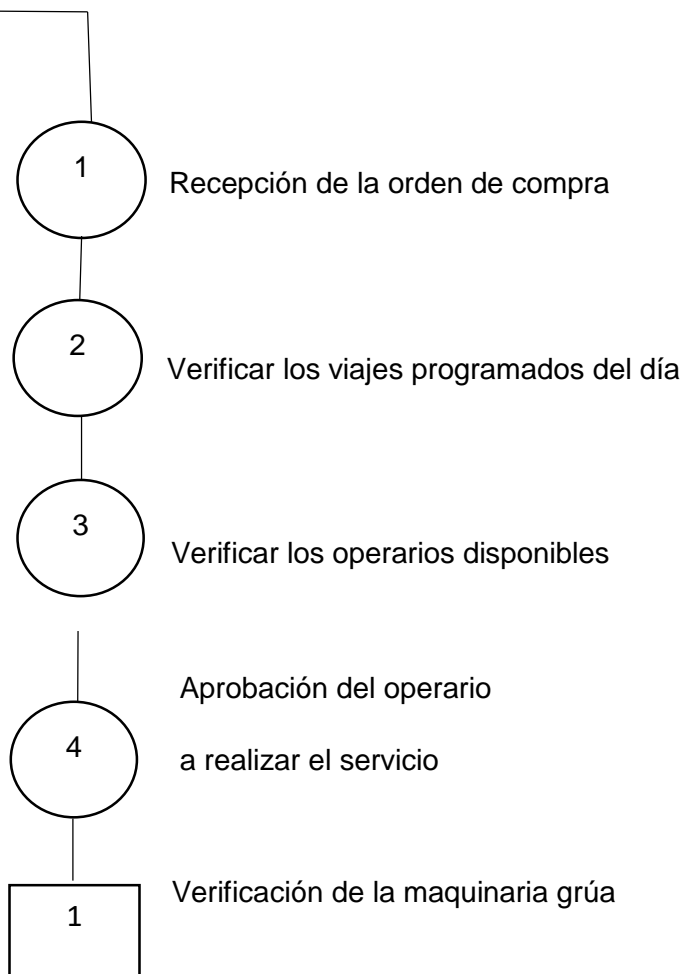 1
Recepción de la orden de compra
2
Verificar los viajes programados del día
3
Verificar los operarios disponibles
Aprobación del operario
4
a realizar el servicio
Verificación de la maquinaria grúa
1